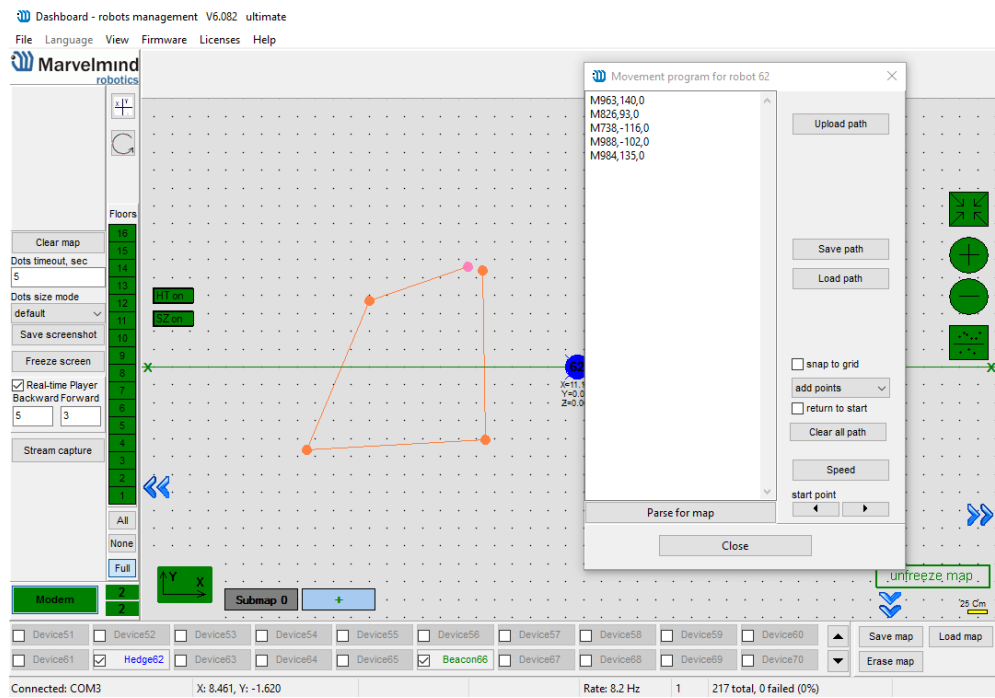 Dashboard - robots management V6.082 ultimate
File Language View Firmware Licenses Help
Marvelmind
robotics
X Y
Floors
16
15
14
13
12
11
10
9
8
7
6
5
4
3
2
1
All
None
Full
2
2
Clear map
Dots timeout, sec
5
Dots size mode
default
Save screenshot
Freeze screen
Real-time Player
Backward Forward
5 3
Stream capture
Modem
HT on
SZ on
X
X
62
X=11.1
Y=0.0
Z=0.0
Y X
Submap 0 +
Movement program for robot 62
M963,140,0
M826,93,0
M738,-116,0
M988,-102,0
M984,135,0
Upload path
Save path
Load path
snap to grid
add points
return to start
Clear all path
Speed
start point
Parse for map
Close
unfreeze map
25 Cm
Device51 Device52 Device53 Device54 Device55 Device56 Device57 Device58 Device59 Device60
Device61 Hedge62 Device63 Device64 Device65 Beacon66 Device67 Device68 Device69 Device70
Save map Load map
Erase map
Connected: COM3 X: 8.461, Y: -1.620 Rate: 8.2 Hz 1 217 total, 0 failed (0%)